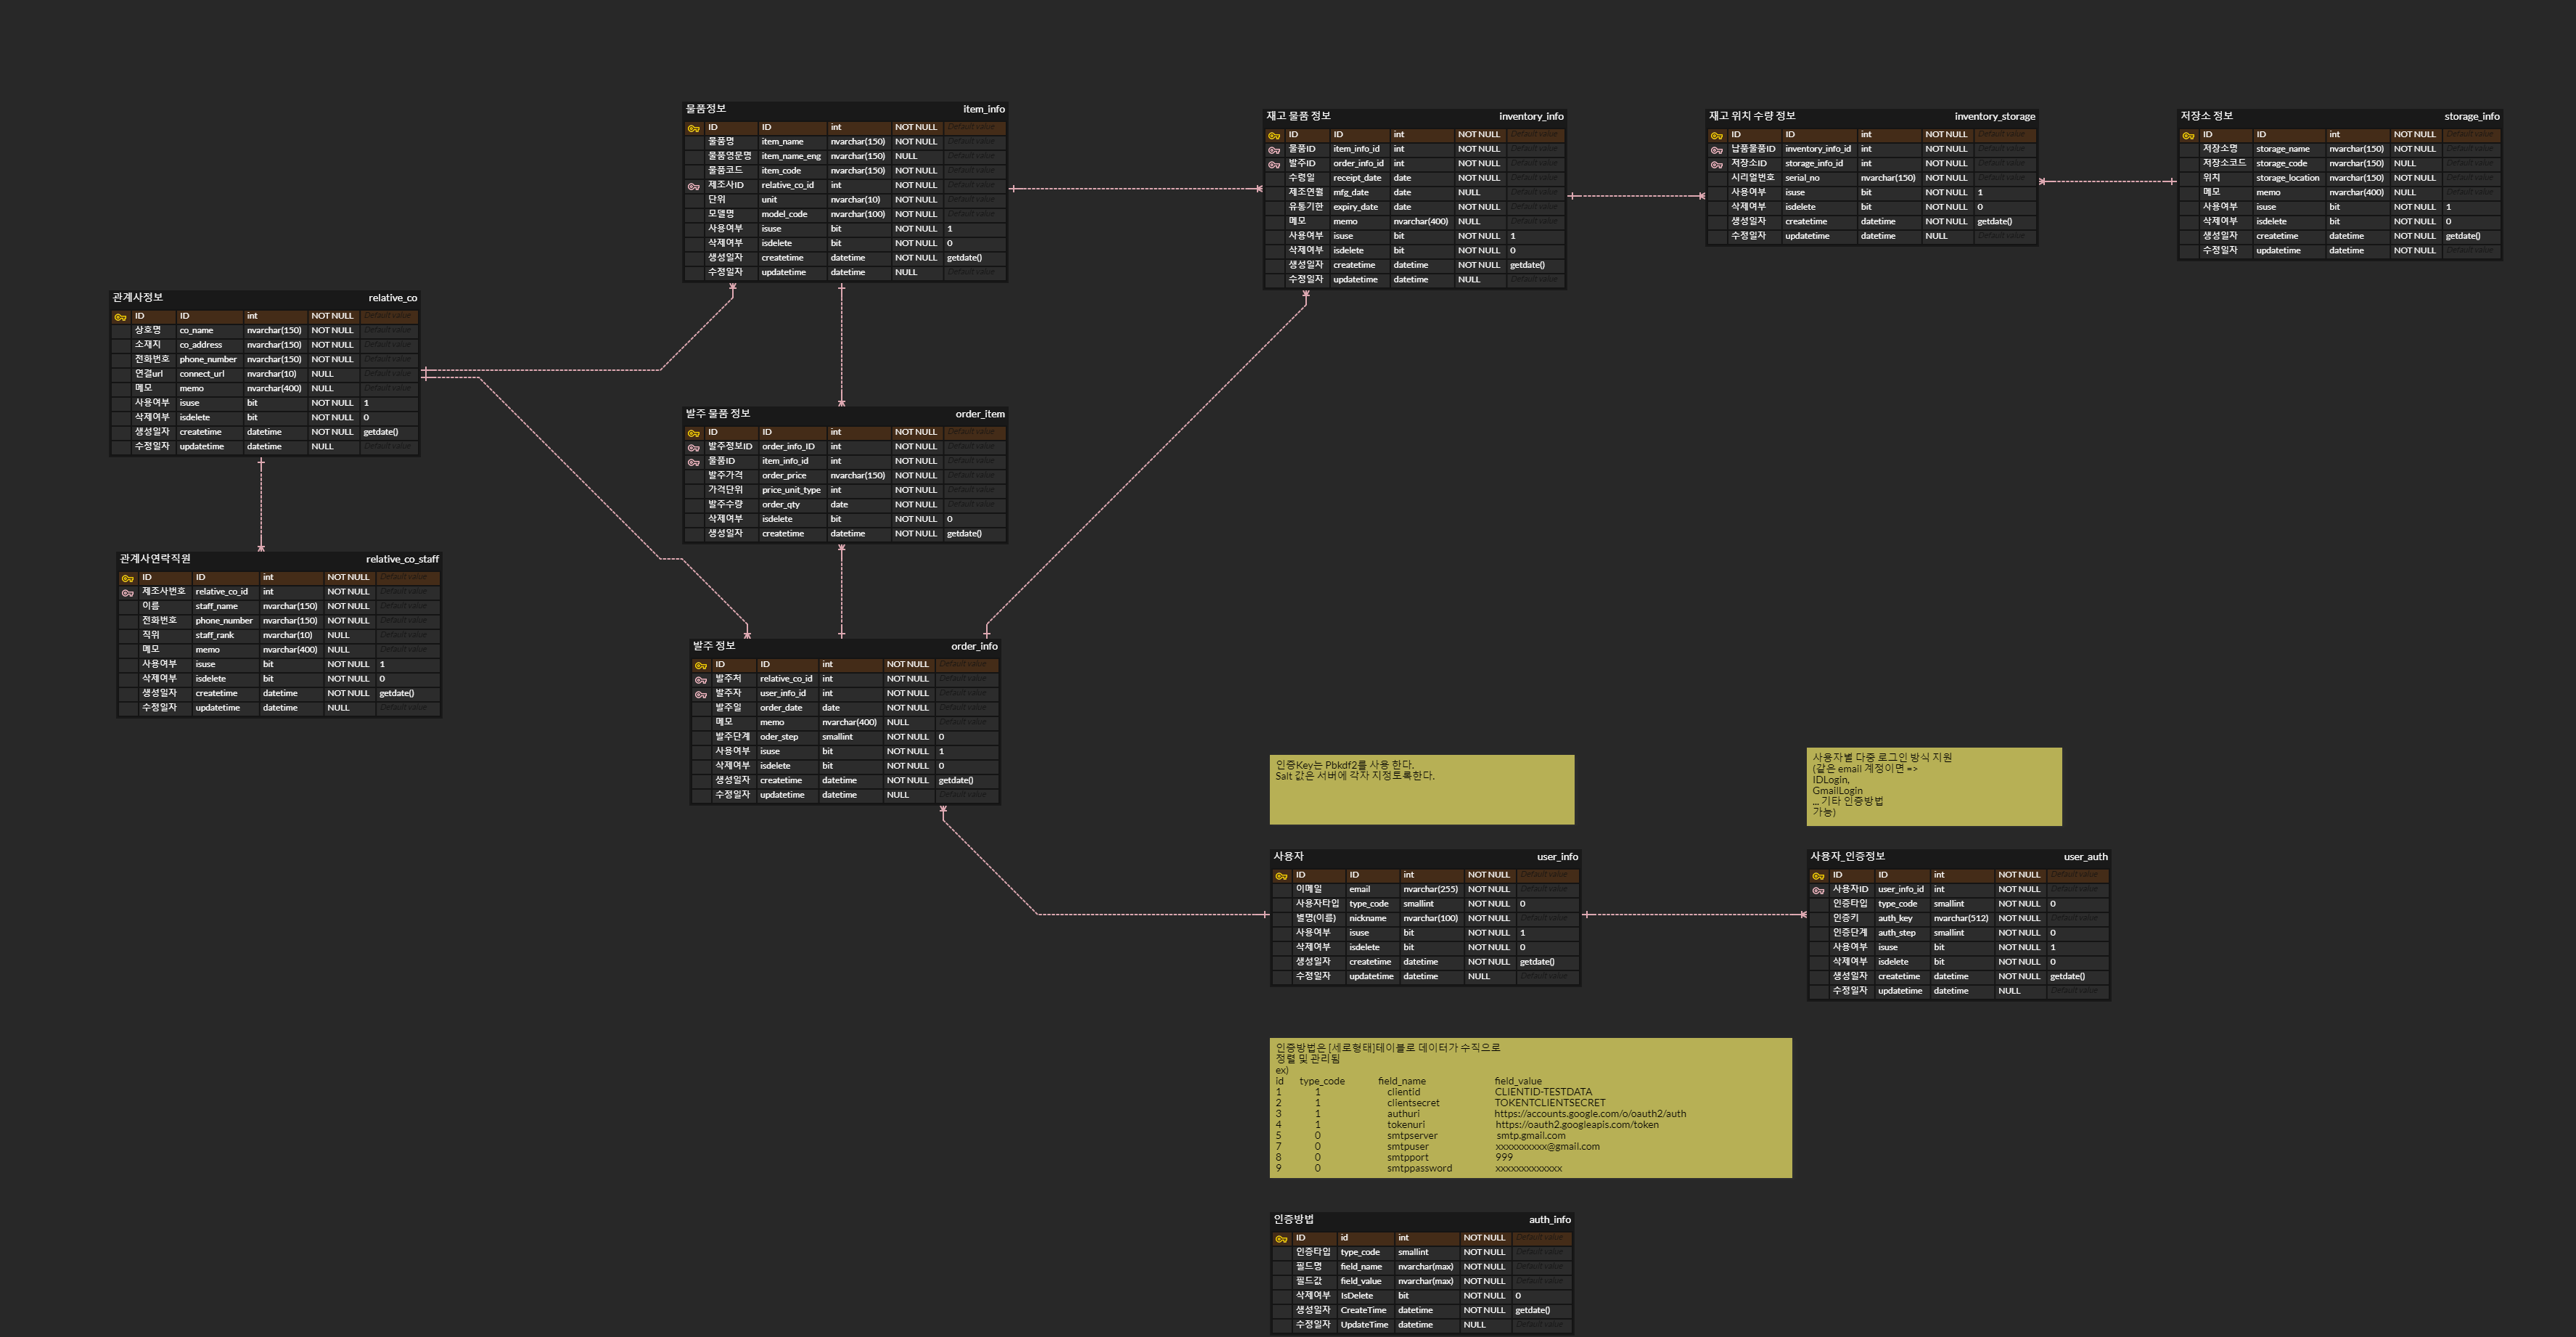 물품정보 item_info
ID ID int NOT NULL Default value
물품명 item_name nvarchar(150) NOT NULL Default value
물품영문명 item_name_eng nvarchar(150) NULL Default value
물품코드 item_code nvarchar(150) NOT NULL Default value
제조사ID relative_co_id int NOT NULL Default value
단위 unit nvarchar(10) NOT NULL Default value
모델명 model_code nvarchar(100) NOT NULL Default value
사용여부 isuse bit NOT NULL 1
삭제여부 isdelete bit NOT NULL 0
생성일자 createtime datetime NOT NULL getdate()
수정일자 updatetime datetime NULL Default value
재고 물품 정보 inventory_info
ID ID int NOT NULL Default value
물품ID item_info_id int NOT NULL Default value
발주ID order_info_id int NOT NULL Default value
수령일 receipt_date date NOT NULL Default value
제조연월 mfg_date date NULL Default value
유통기한 expiry_date date NOT NULL Default value
메모 memo nvarchar(400) NULL Default value
사용여부 isuse bit NOT NULL 1
삭제여부 isdelete bit NOT NULL 0
생성일자 createtime datetime NOT NULL getdate()
수정일자 updatetime datetime NULL Default value
재고 위치 수량 정보 inventory_storage
ID ID int NOT NULL Default value
납품물품ID inventory_info_id int NOT NULL Default value
저장소ID storage_info_id int NOT NULL Default value
시리얼번호 serial_no nvarchar(150) NOT NULL Default value
사용여부 isuse bit NOT NULL 1
삭제여부 isdelete bit NOT NULL 0
생성일자 createtime datetime NOT NULL getdate()
수정일자 updatetime datetime NULL Default value
저장소 정보 storage_info
ID ID int NOT NULL Default value
저장소명 storage_name nvarchar(150) NOT NULL Default value
저장소코드 storage_code nvarchar(150) NULL Default value
위치 storage_location nvarchar(150) NOT NULL Default value
메모 memo nvarchar(400) NULL Default value
사용여부 isuse bit NOT NULL 1
삭제여부 isdelete bit NOT NULL 0
생성일자 createtime datetime NOT NULL getdate()
수정일자 updatetime datetime NOT NULL Default value
관계사정보 relative_co
ID ID int NOT NULL Default value
상호명 co_name nvarchar(150) NOT NULL Default value
소재지 co_address nvarchar(150) NOT NULL Default value
전화번호 phone_number nvarchar(150) NOT NULL Default value
연결url connect_url nvarchar(10) NULL Default value
메모 memo nvarchar(400) NULL Default value
사용여부 isuse bit NOT NULL 1
삭제여부 isdelete bit NOT NULL 0
생성일자 createtime datetime NOT NULL getdate()
수정일자 updatetime datetime NULL Default value
발주 물품 정보 order_item
ID ID int NOT NULL Default value
발주정보ID order_info_ID int NOT NULL Default value
물품ID item_info_id int NOT NULL Default value
발주가격 order_price nvarchar(150) NOT NULL Default value
가격단위 price_unit_type int NOT NULL Default value
발주수량 order_qty date NOT NULL Default value
삭제여부 isdelete bit NOT NULL 0
생성일자 createtime datetime NOT NULL getdate()
관계사연락직원 relative_co_staff
ID ID int NOT NULL Default value
제조사번호 relative_co_id int NOT NULL Default value
이름 staff_name nvarchar(150) NOT NULL Default value
전화번호 phone_number nvarchar(150) NOT NULL Default value
직위 staff_rank nvarchar(10) NULL Default value
메모 memo nvarchar(400) NULL Default value
사용여부 isuse bit NOT NULL 1
삭제여부 isdelete bit NOT NULL 0
생성일자 createtime datetime NOT NULL getdate()
수정일자 updatetime datetime NULL Default value
발주 정보 order_info
ID ID int NOT NULL Default value
발주처 relative_co_id int NOT NULL Default value
발주자 user_info_id int NOT NULL Default value
발주일 order_date date NOT NULL Default value
메모 memo nvarchar(400) NULL Default value
발주단계 oder_step smallint NOT NULL 0
사용여부 isuse bit NOT NULL 1
삭제여부 isdelete bit NOT NULL 0
생성일자 createtime datetime NOT NULL getdate()
수정일자 updatetime datetime NULL Default value
인증Key는 Pbkdf2를 사용 한다.
Salt 값은 서버에 각자 지정토록한다.
사용자별 다중 로그인 방식 지원
(같은 email 계정이면 =>
IDLogin,
GmailLogin
... 기타 인증방법
가능)
사용자 user_info
ID ID int NOT NULL Default value
이메일 email nvarchar(255) NOT NULL Default value
사용자타입 type_code smallint NOT NULL 0
별명(이름) nickname nvarchar(100) NOT NULL Default value
사용여부 isuse bit NOT NULL 1
삭제여부 isdelete bit NOT NULL 0
생성일자 createtime datetime NOT NULL getdate()
수정일자 updatetime datetime NULL Default value
사용자_인증정보 user_auth
ID ID int NOT NULL Default value
사용자ID user_info_id int NOT NULL Default value
인증타입 type_code smallint NOT NULL 0
인증키 auth_key nvarchar(512) NOT NULL Default value
인증단계 auth_step smallint NOT NULL 0
사용여부 isuse bit NOT NULL 1
삭제여부 isdelete bit NOT NULL 0
생성일자 createtime datetime NOT NULL getdate()
수정일자 updatetime datetime NULL Default value
인증방법은 [세로형태]테이블로 데이터가 수직으로
정렬 및 관리됨
ex)
id type_code field_name field_value
1 1 clientid CLIENTID-TESTDATA
2 1 clientsecret TOKENTCLIENTSECRET
3 1 authuri https://accounts.google.com/o/oauth2/auth
4 1 tokenuri https://oauth2.googleapis.com/token
5 0 smtpserver smtp.gmail.com
7 0 smtpuser xxxxxxxxxx@gmail.com
8 0 smtpport 999
9 0 smtppassword xxxxxxxxxxxxx
인증방법 auth_info
ID id int NOT NULL Default value
인증타입 type_code smallint NOT NULL Default value
필드명 field_name nvarchar(max) NOT NULL Default value
필드값 field_value nvarchar(max) NOT NULL Default value
삭제여부 IsDelete bit NOT NULL 0
생성일자 CreateTime datetime NOT NULL getdate()
수정일자 UpdateTime datetime NULL Default value